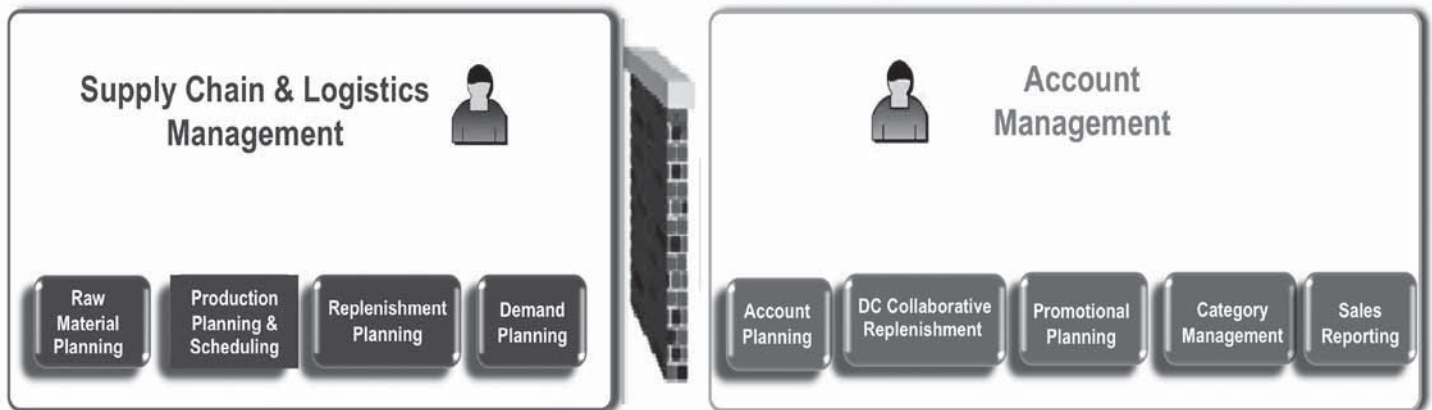 Supply Chain & Logistics
Management
Account
Management
Raw
Material
Planning
Production
Planning &
Scheduling
Replenishment
Planning
Demand
Planning
Account
Planning
DC Collaborative
Replenishment
Promotional
Planning
Category
Management
Sales
Reporting